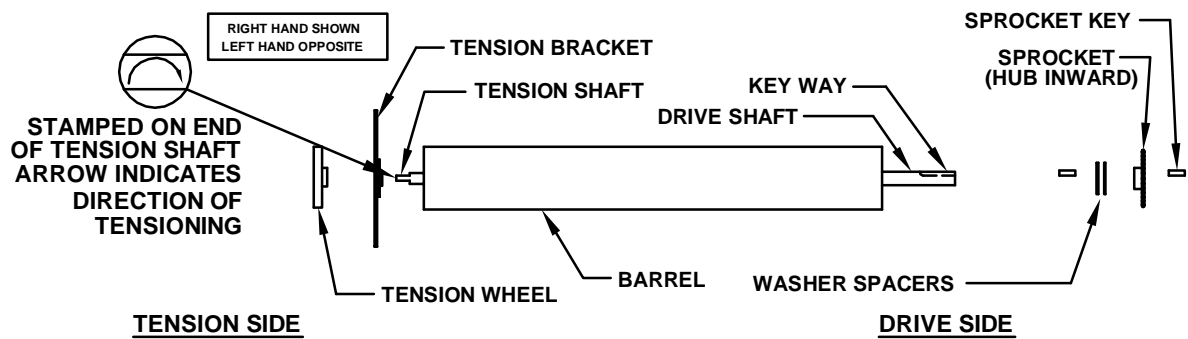 RIGHT HAND SHOWN
LEFT HAND OPPOSITE
STAMPED ON END
OF TENSION SHAFT
ARROW INDICATES
DIRECTION OF
TENSIONING
TENSION BRACKET
TENSION SHAFT
KEY WAY
DRIVE SHAFT
SPROCKET KEY
SPROCKET
(HUB INWARD)
TENSION WHEEL
BARREL
WASHER SPACERS
TENSION SIDE
DRIVE SIDE